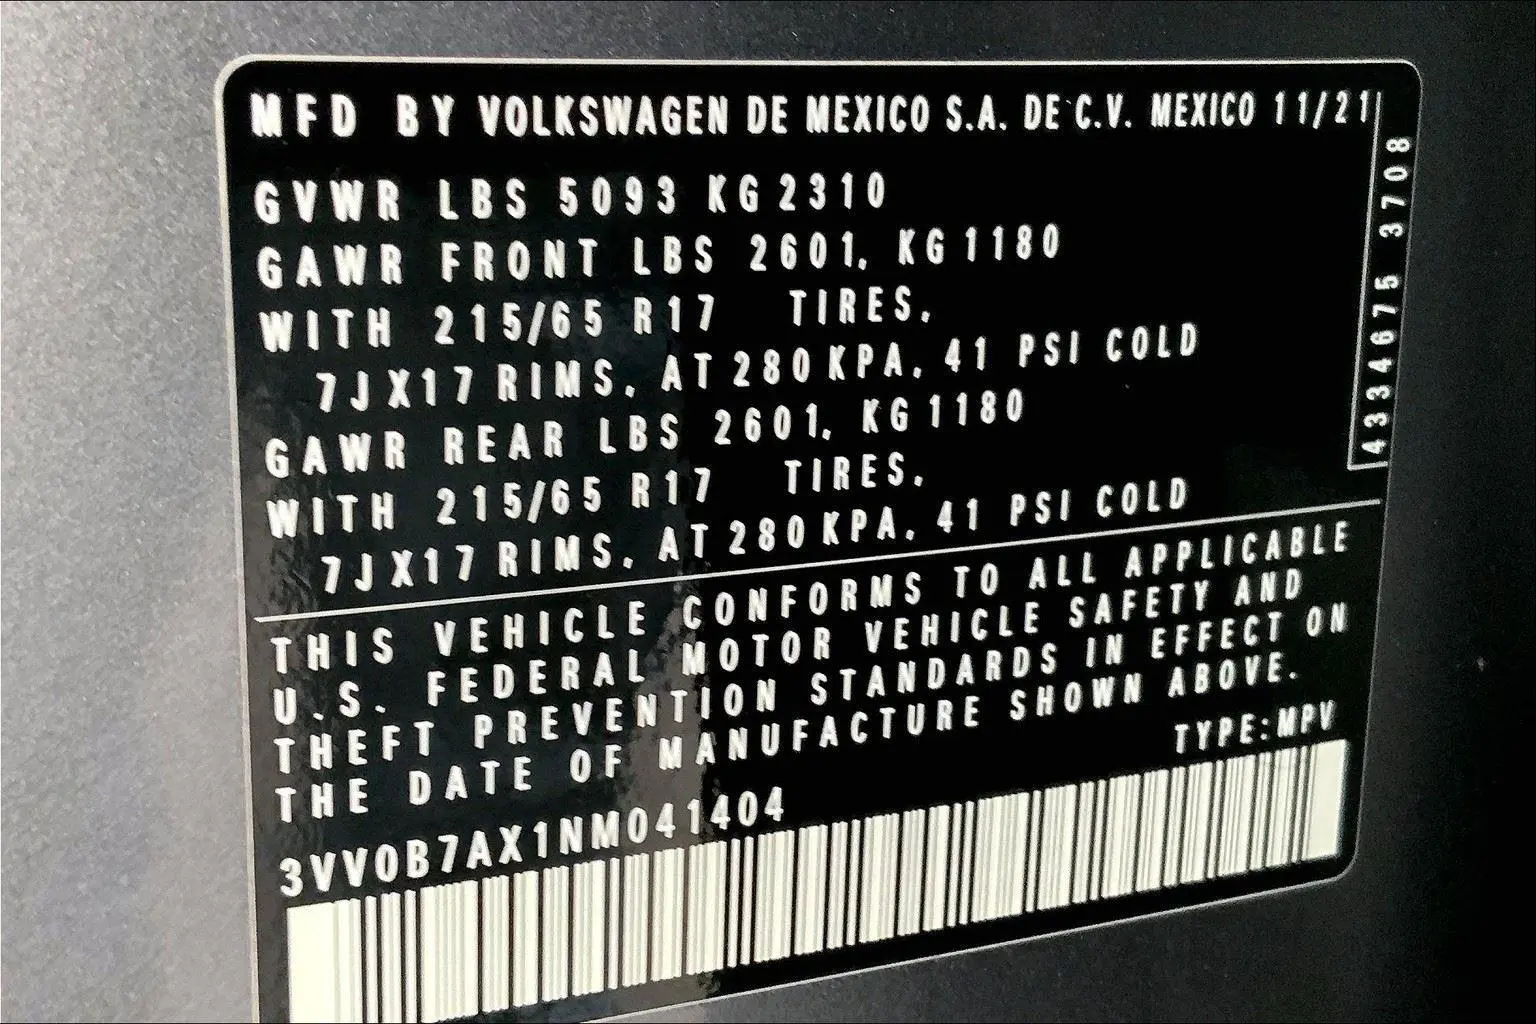 MFD BY VOLKSWAGEN DE MEXICO S.A. DE C.V. MEXICO 11/21
GVWR LBS 5093 KG 2310
GAWR FRONT LBS 2601, KG 1180
WITH 215/65 R17 TIRES,
7JX17 RIMS, AT 280 KPA, 41 PSI COLD
GAWR REAR LBS 2601, KG 1180
WITH 215/65 R17 TIRES,
7JX17 RIMS, AT 280 KPA, 41 PSI COLD
4334675 3708
THIS VEHICLE CONFORMS TO ALL APPLICABLE
U.S. FEDERAL MOTOR VEHICLE SAFETY AND
THEFT PREVENTION STANDARDS IN EFFECT ON
THE DATE OF MANUFACTURE SHOWN ABOVE.
TYPE:MPV
3VV0B7AX1NM041404